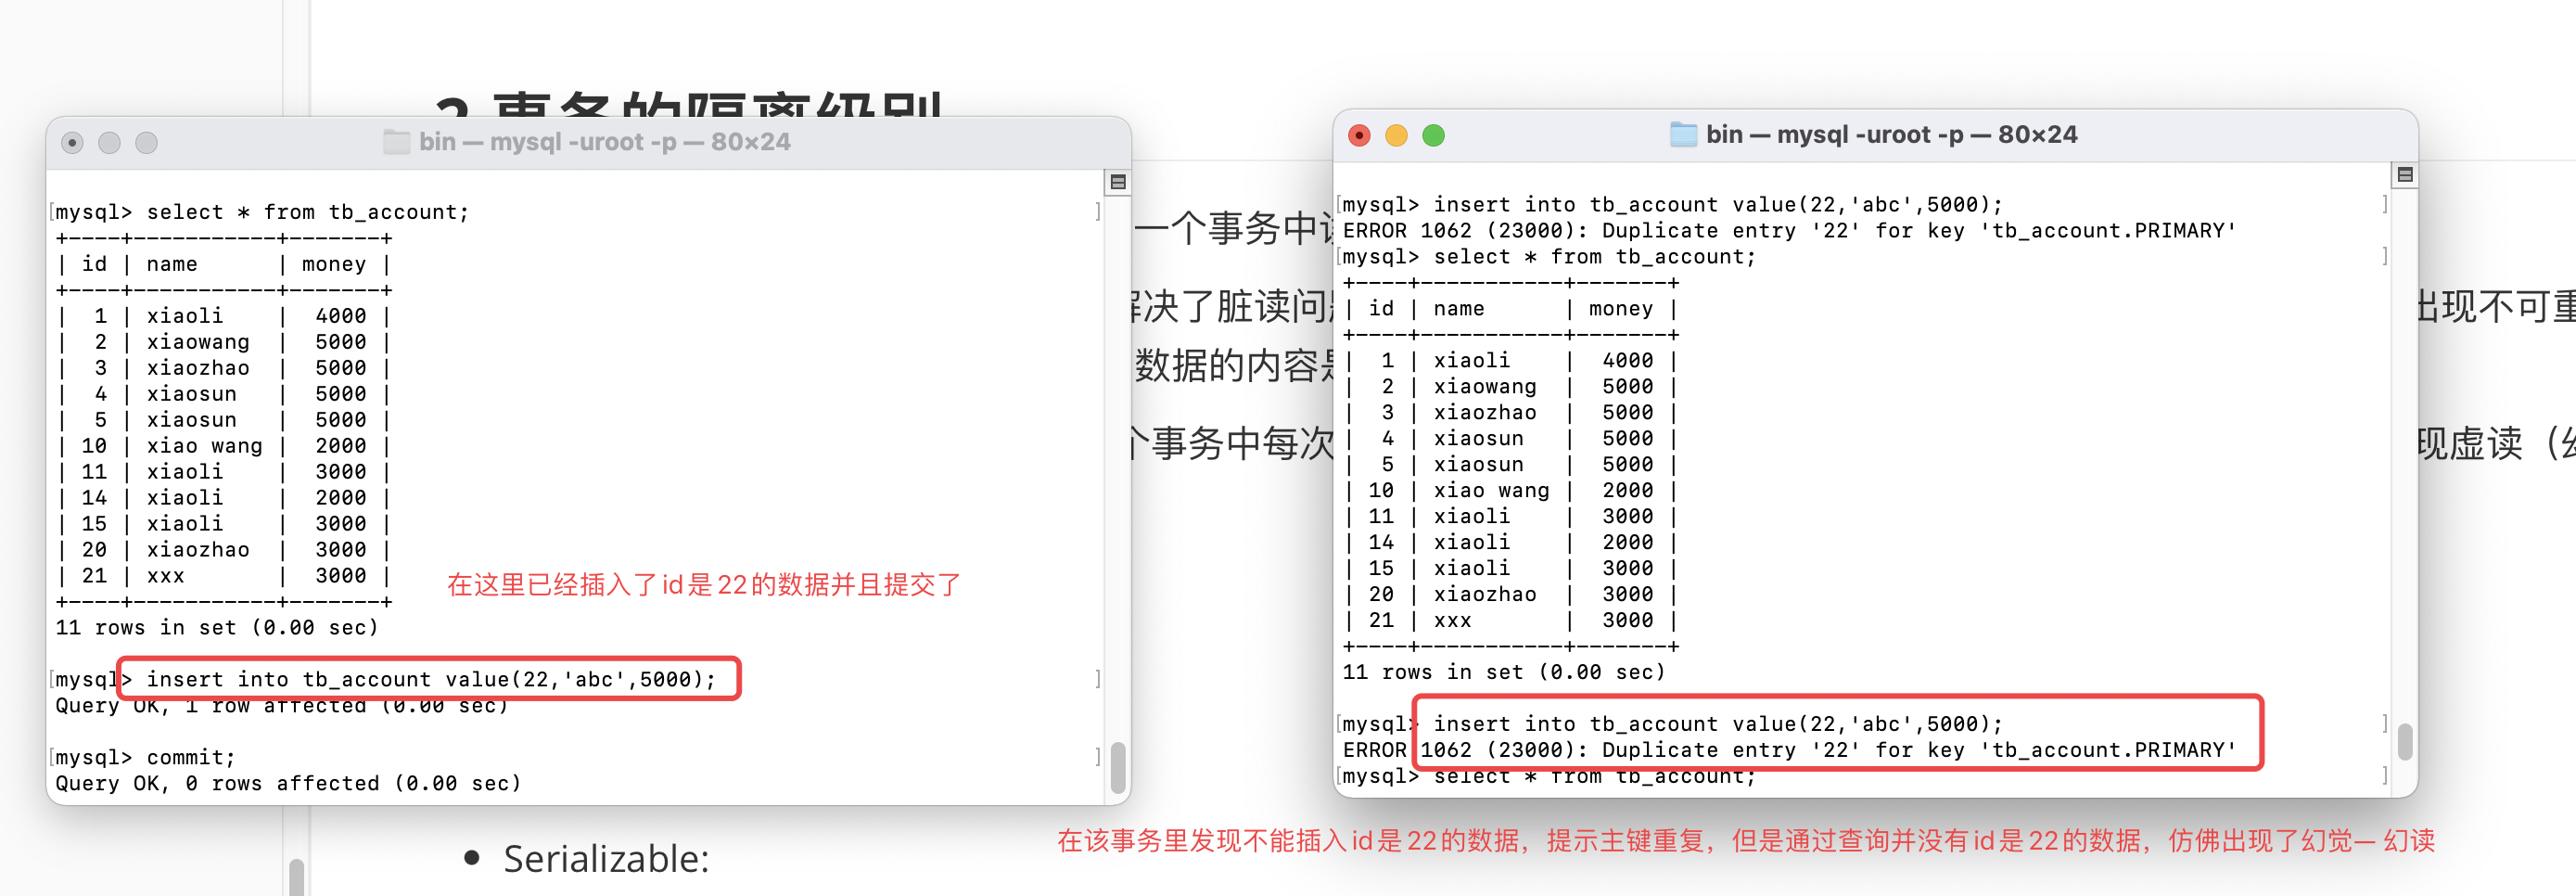 2 事务的隔离级别
bin — mysql -uroot -p — 80×24
mysql> select * from tb_account;
+----+-----------+-------+
| id | name      | money |
+----+-----------+-------+
|  1 | xiaoli    |  4000 |
|  2 | xiaowang  |  5000 |
|  3 | xiaozhao  |  5000 |
|  4 | xiaosun   |  5000 |
|  5 | xiaosun   |  5000 |
| 10 | xiao wang |  2000 |
| 11 | xiaoli    |  3000 |
| 14 | xiaoli    |  2000 |
| 15 | xiaoli    |  3000 |
| 20 | xiaozhao  |  3000 |
| 21 | xxx       |  3000 |
+----+-----------+-------+
11 rows in set (0.00 sec)
在这里已经插入了id是22的数据并且提交了
mysql> insert into tb_account value(22,'abc',5000);
Query OK, 1 row affected (0.00 sec)
mysql> commit;
Query OK, 0 rows affected (0.00 sec)
一个事务中
解决了脏读问
数据的内容是
个事务中每次
bin — mysql -uroot -p — 80×24
mysql> insert into tb_account value(22,'abc',5000);
ERROR 1062 (23000): Duplicate entry '22' for key 'tb_account.PRIMARY'
mysql> select * from tb_account;
+----+-----------+-------+
| id | name      | money |
+----+-----------+-------+
|  1 | xiaoli    |  4000 |
|  2 | xiaowang  |  5000 |
|  3 | xiaozhao  |  5000 |
|  4 | xiaosun   |  5000 |
|  5 | xiaosun   |  5000 |
| 10 | xiao wang |  2000 |
| 11 | xiaoli    |  3000 |
| 14 | xiaoli    |  2000 |
| 15 | xiaoli    |  3000 |
| 20 | xiaozhao  |  3000 |
| 21 | xxx       |  3000 |
+----+-----------+-------+
11 rows in set (0.00 sec)
mysql> insert into tb_account value(22,'abc',5000);
ERROR 1062 (23000): Duplicate entry '22' for key 'tb_account.PRIMARY'
mysql> select * from tb_account;
出现不可重
现虚读（幻
在该事务里发现不能插入id是22的数据，提示主键重复，但是通过查询并没有id是22的数据，仿佛出现了幻觉— 幻读
• Serializable: